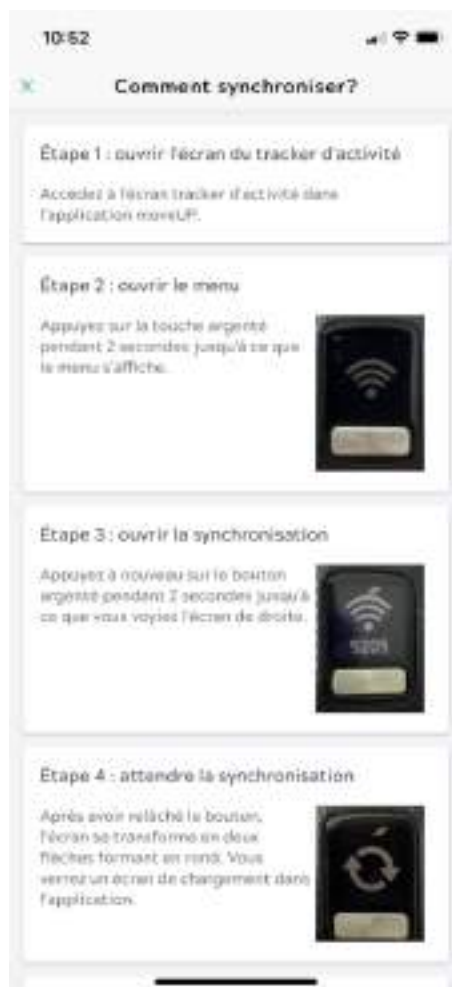 10:52
Comment synchroniser?
Étape 1 : ouvrir l'écran du tracker d'activité
Accédez à l'écran tracker d'activité dans
l'application moveUP.
Étape 2 : ouvrir le menu
Appuyez sur la touche argenté
pendant 2 secondes jusqu'à ce que
le menu s'affiche.
Étape 3 : ouvrir la synchronisation
Appuyez à nouveau sur le bouton
argenté pendant 2 secondes jusqu'à
ce que vous voyiez l'écran de droite.
5209
Étape 4 : attendre la synchronisation
Après avoir relâché le bouton,
l'écran se transforme en deux
flèches formant en rond. Vous
verrez un écran de chargement dans
l'application.